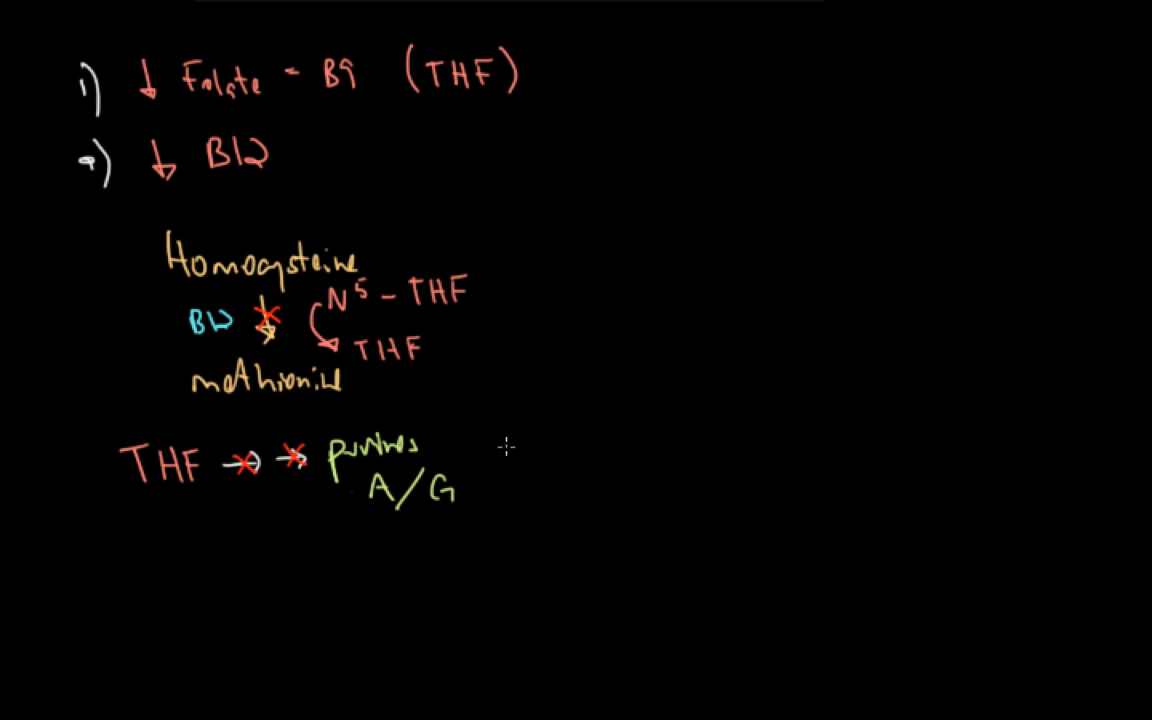 1) ↓ Folate = B9 (THF)
2) ↓ B12
Homocysteine
N⁵ - THF
B12
THF
methionine
THF → → purines
A/G